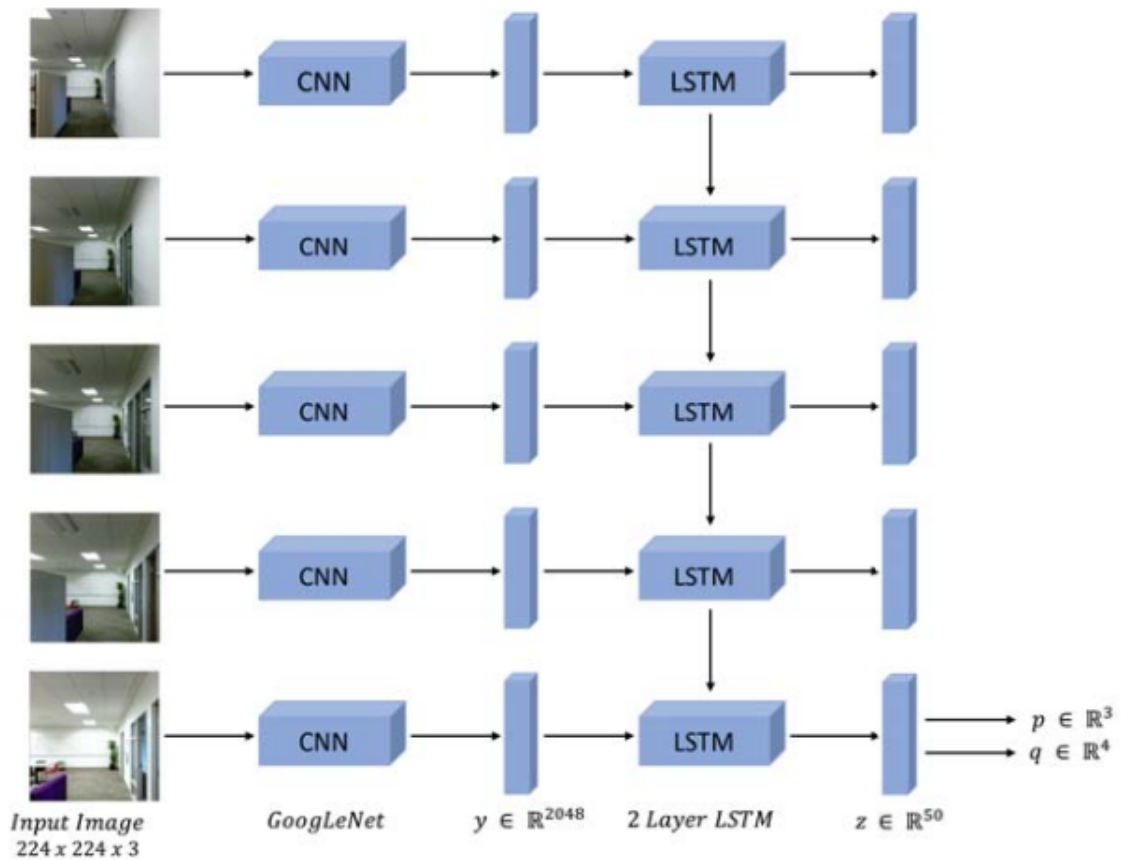 CNN
LSTM
CNN
LSTM
CNN
LSTM
CNN
LSTM
CNN
LSTM
p ∈ ℝ³
q ∈ ℝ⁴
Input Image
224 x 224 x 3
GoogLeNet
y ∈ ℝ²⁰⁴⁸
2 Layer LSTM
z ∈ ℝ⁵⁰